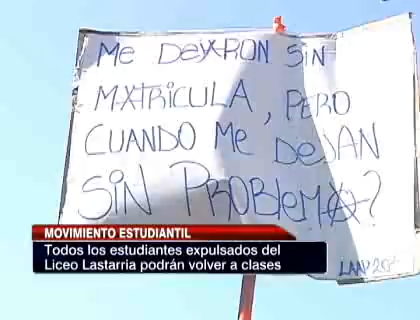 ME DEXARON SIN
MATRICULA, PERO
CUANDO ME DEJAN
SIN PROBLEMA?
MOVIMIENTO ESTUDIANTIL
Todos los estudiantes expulsados del
Liceo Lastarria podrán volver a clases